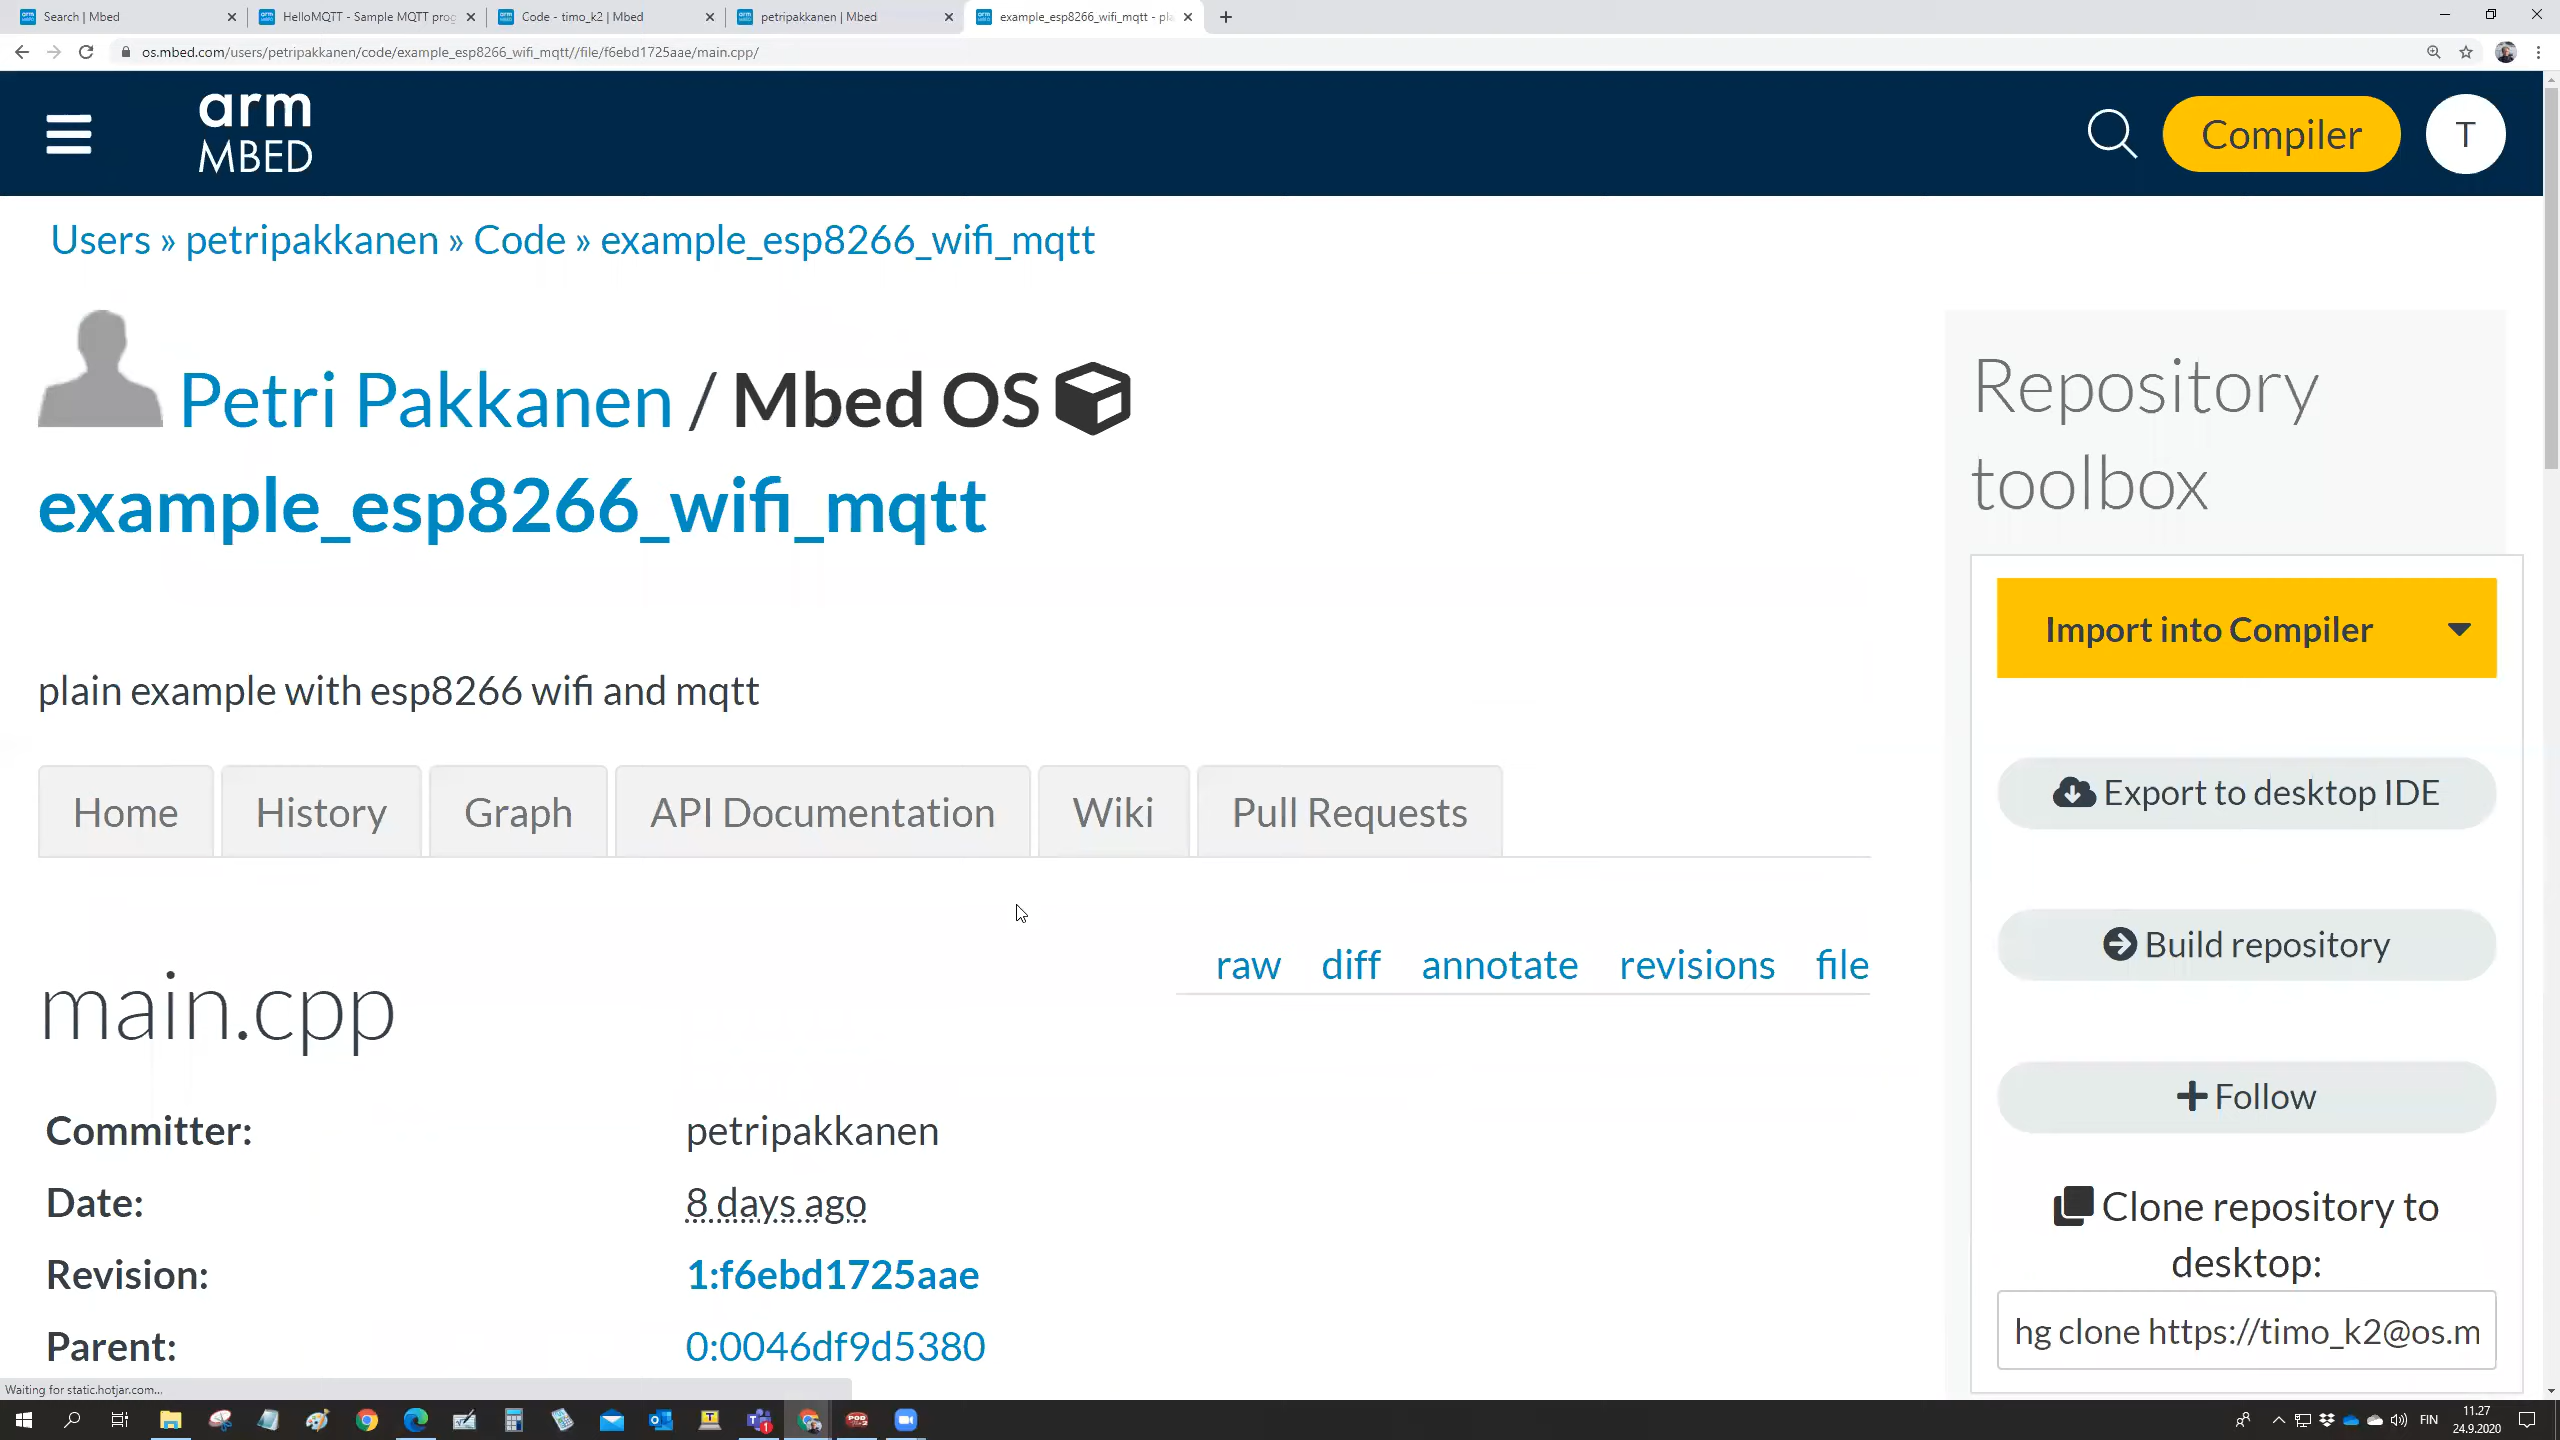 Search | Mbed
HelloMQTT - Sample MQTT prog
Code - timo_k2 | Mbed
petripakkanen | Mbed
example_esp8266_wifi_mqtt - pla
os.mbed.com/users/petripakkanen/code/example_esp8266_wifi_mqtt//file/f6ebd1725aae/main.cpp/
arm
MBED
Compiler
T
Users » petripakkanen » Code » example_esp8266_wifi_mqtt
Petri Pakkanen / Mbed OS
example_esp8266_wifi_mqtt
plain example with esp8266 wifi and mqtt
Home
History
Graph
API Documentation
Wiki
Pull Requests
raw
diff
annotate
revisions
file
main.cpp
Committer:
petripakkanen
Date:
8 days ago
Revision:
1:f6ebd1725aae
Parent:
0:0046df9d5380
Repository
toolbox
Import into Compiler
Export to desktop IDE
Build repository
Follow
Clone repository to
desktop:
hg clone https://timo_k2@os.m
Waiting for static.hotjar.com...
FIN
11.27
24.9.2020